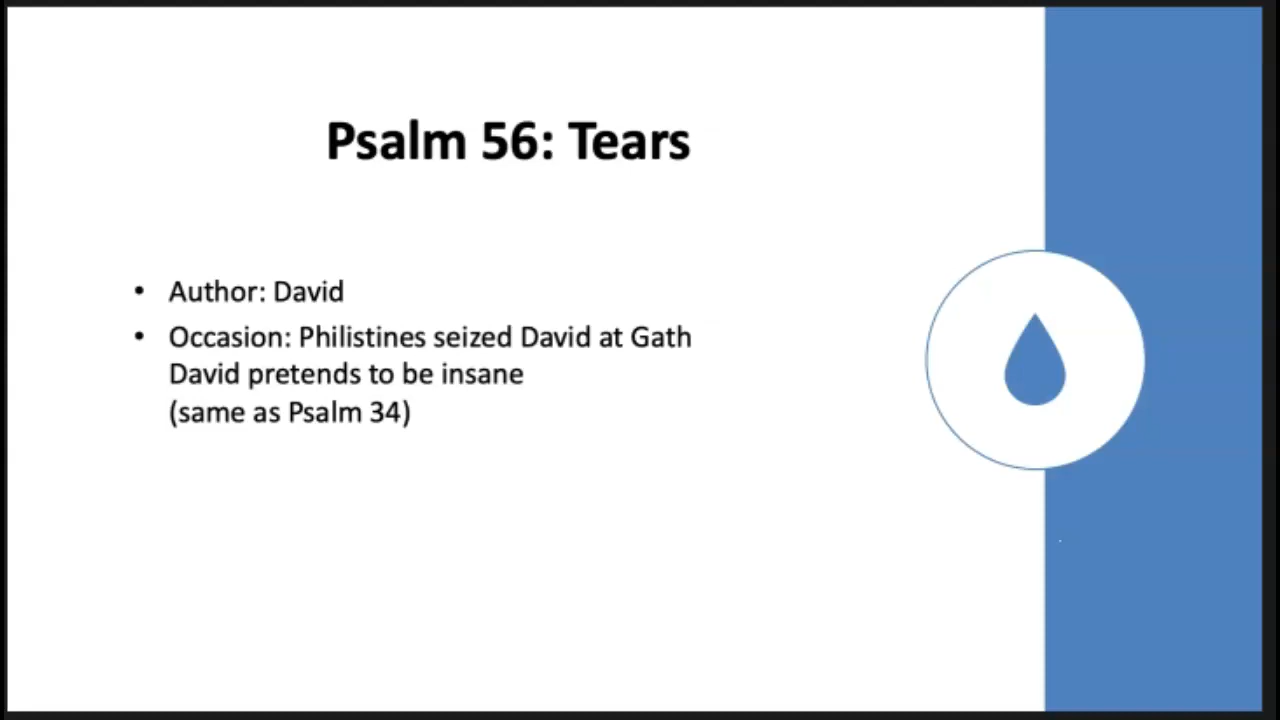 Psalm 56: Tears
• Author: David
• Occasion: Philistines seized David at Gath
David pretends to be insane
(same as Psalm 34)